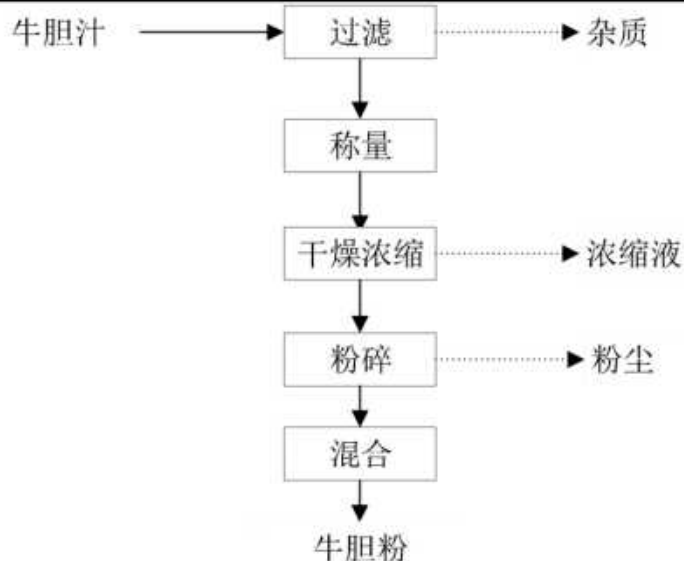 牛胆汁 过滤 杂质
称量
干燥浓缩 浓缩液
粉碎 粉尘
混合
牛胆粉